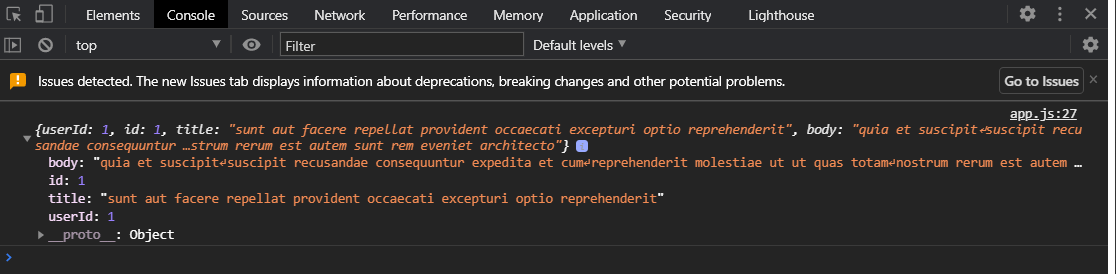 Elements Console Sources Network Performance Memory Application Security Lighthouse
top Filter Default levels
Issues detected. The new Issues tab displays information about deprecations, breaking changes and other potential problems. Go to Issues
app.js:27
{userId: 1, id: 1, title: "sunt aut facere repellat provident occaecati excepturi optio reprehenderit", body: "quia et suscipit↵suscipit recu
sandae consequuntur …strum rerum est autem sunt rem eveniet architecto"} i
body: "quia et suscipit↵suscipit recusandae consequuntur expedita et cum↵reprehenderit molestiae ut ut quas totam↵nostrum rerum est autem …
id: 1
title: "sunt aut facere repellat provident occaecati excepturi optio reprehenderit"
userId: 1
__proto__: Object